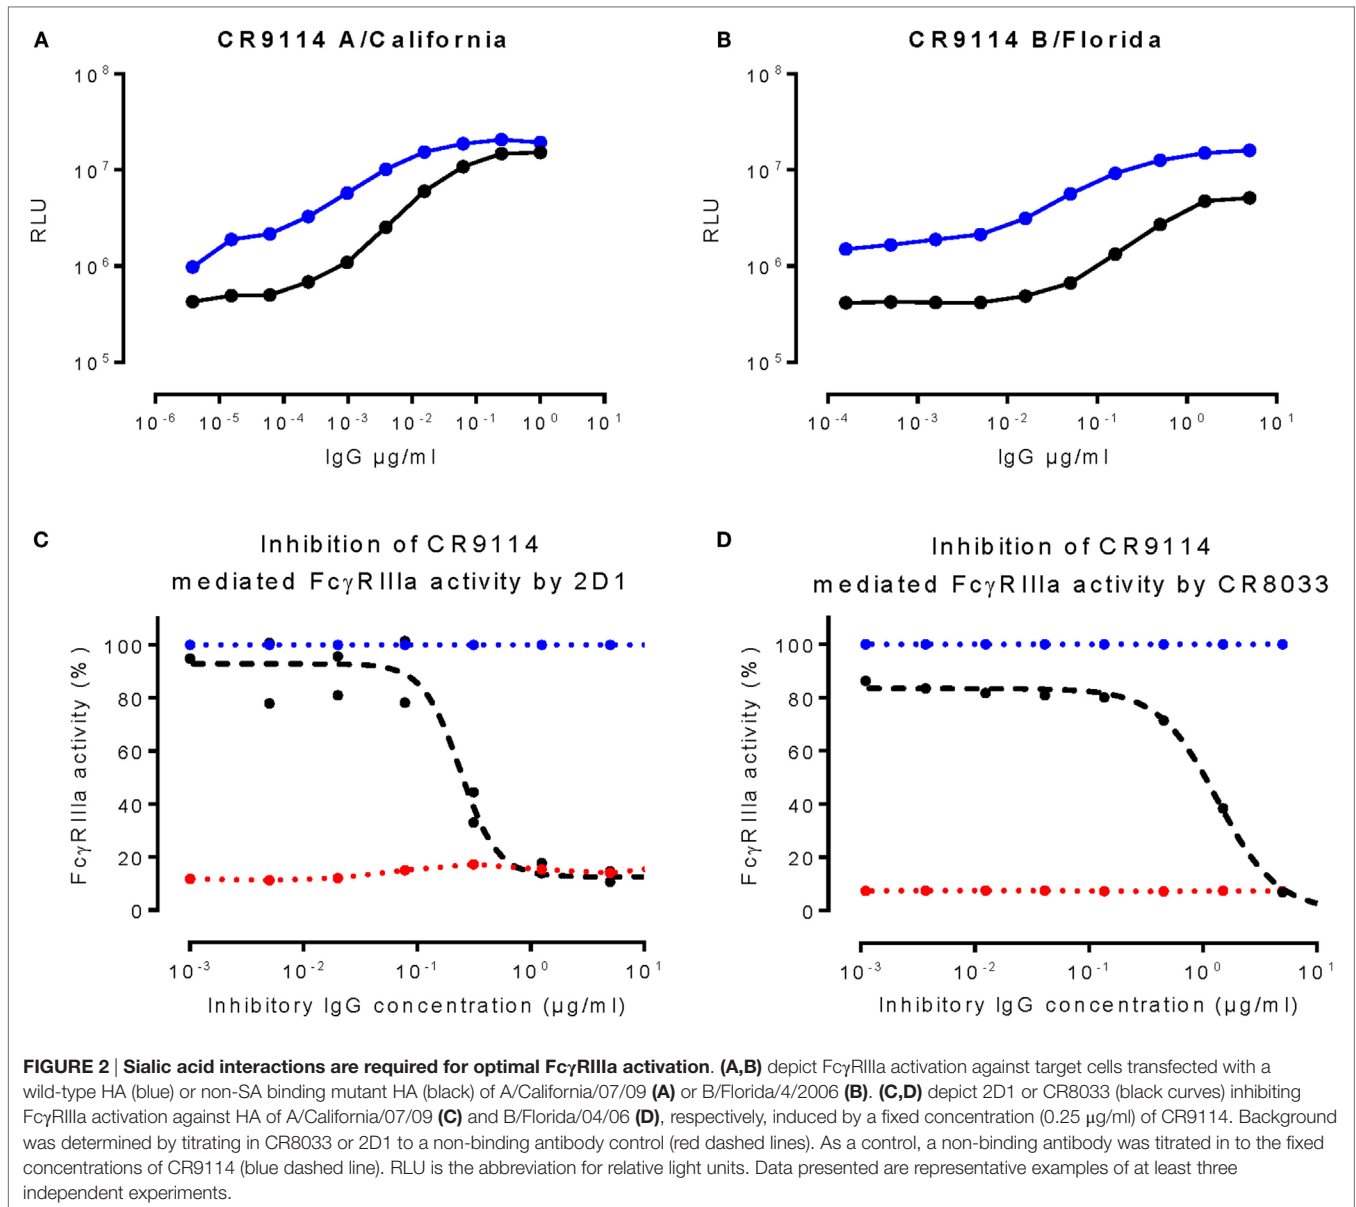 A
CR9114 A/California
10^8
10^7
10^6
10^5
RLU
10^-6 10^-5 10^-4 10^-3 10^-2 10^-1 10^0 10^1
IgG µg/ml
B
CR9114 B/Florida
10^8
10^7
10^6
10^5
RLU
10^-4 10^-3 10^-2 10^-1 10^0 10^1
IgG µg/ml
C
Inhibition of CR9114
mediated FcγRIIIa activity by 2D1
100
80
60
40
20
0
FcγRIIIa activity (%)
10^-3 10^-2 10^-1 10^0 10^1
Inhibitory IgG concentration (µg/ml)
D
Inhibition of CR9114
mediated FcγRIIIa activity by CR8033
100
80
60
40
20
0
FcγRIIIa activity (%)
10^-3 10^-2 10^-1 10^0 10^1
Inhibitory IgG concentration (µg/ml)
FIGURE 2 | Sialic acid interactions are required for optimal FcγRIIIa activation. (A,B) depict FcγRIIIa activation against target cells transfected with a
wild-type HA (blue) or non-SA binding mutant HA (black) of A/California/07/09 (A) or B/Florida/4/2006 (B). (C,D) depict 2D1 or CR8033 (black curves) inhibiting
FcγRIIIa activation against HA of A/California/07/09 (C) and B/Florida/04/06 (D), respectively, induced by a fixed concentration (0.25 µg/ml) of CR9114. Background
was determined by titrating in CR8033 or 2D1 to a non-binding antibody control (red dashed lines). As a control, a non-binding antibody was titrated in to the fixed
concentrations of CR9114 (blue dashed line). RLU is the abbreviation for relative light units. Data presented are representative examples of at least three
independent experiments.